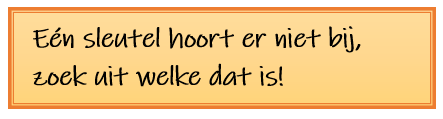 Eén sleutel hoort er niet bij,
zoek uit welke dat is!